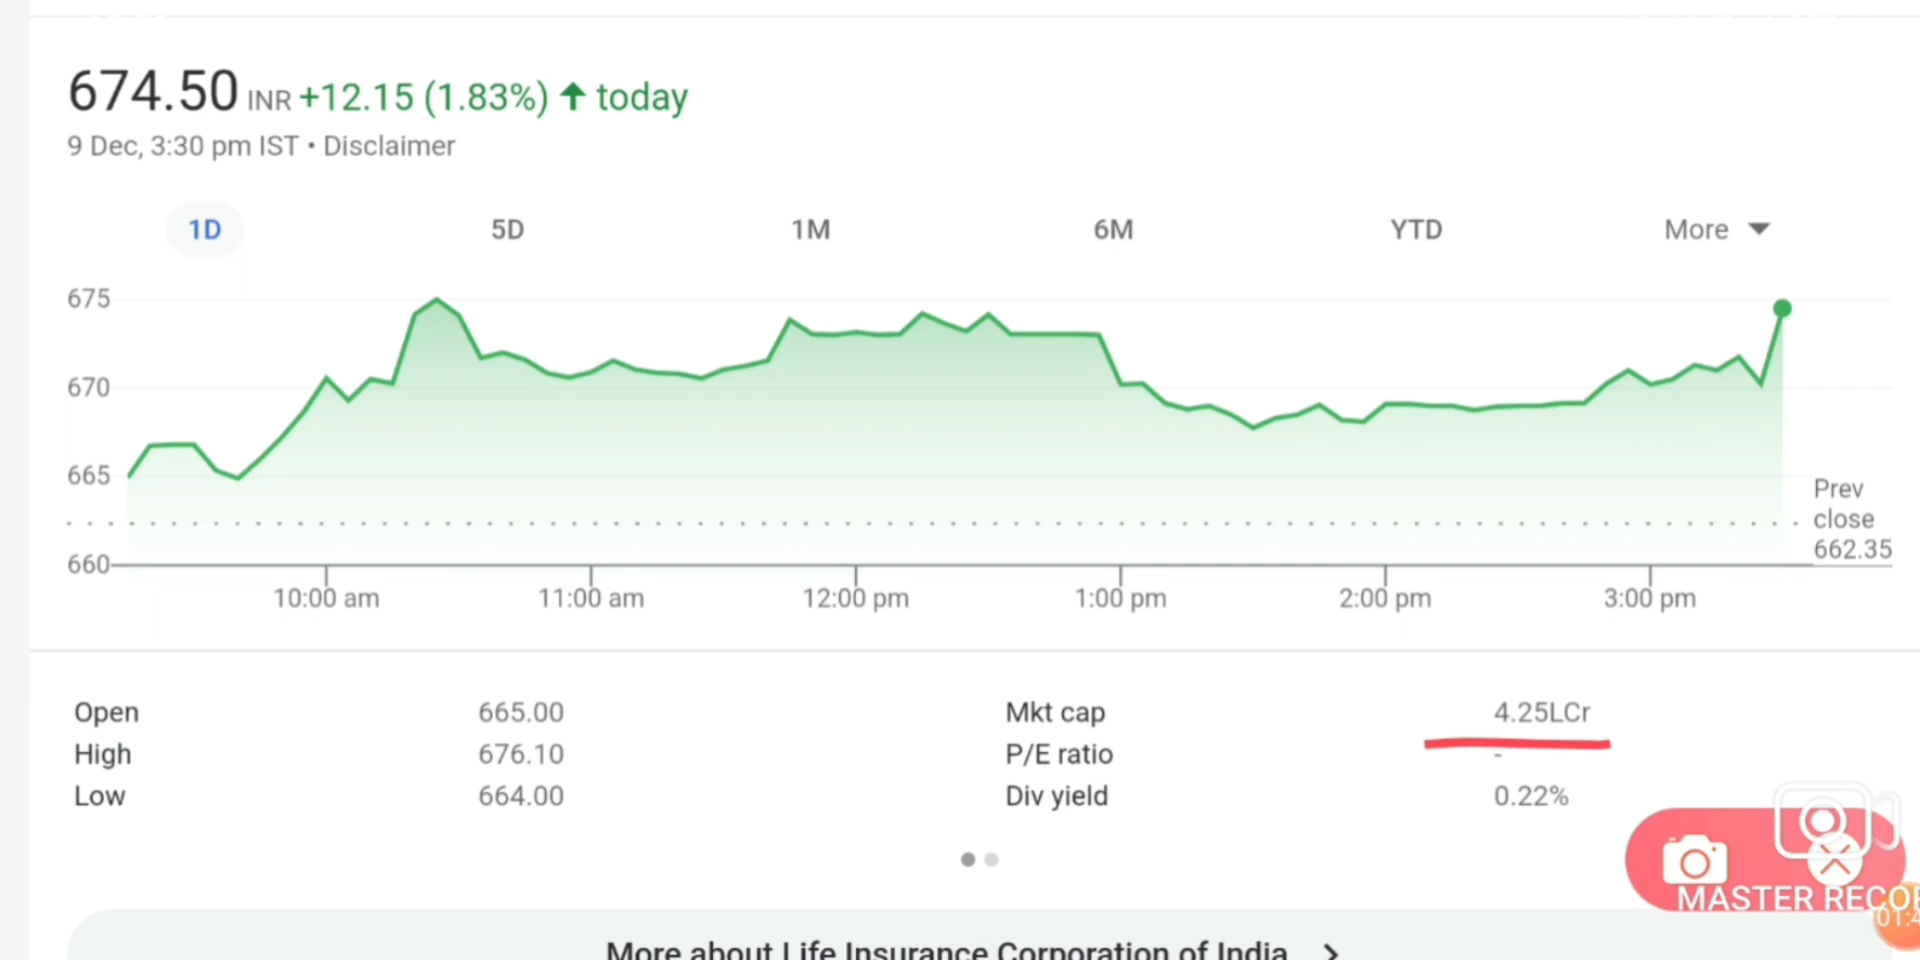 674.50 INR +12.15 (1.83%) ↑ today
9 Dec, 3:30 pm IST • Disclaimer
1D 5D 1M 6M YTD More
675
670
665
660
Prev
close
662.35
10:00 am 11:00 am 12:00 pm 1:00 pm 2:00 pm 3:00 pm
Open 665.00 Mkt cap 4.25LCr
High 676.10 P/E ratio -
Low 664.00 Div yield 0.22%
MASTER RECOR
01:4
More about Life Insurance Corporation of India